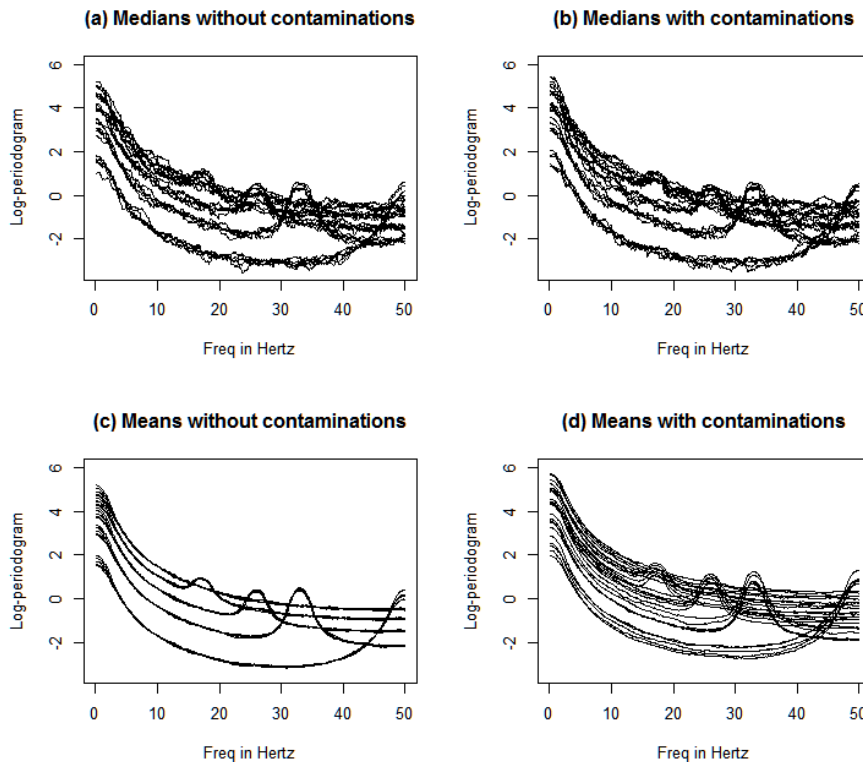 (a) Medians without contaminations
Log-periodogram
6
4
2
0
-2
0 10 20 30 40 50
Freq in Hertz
(b) Medians with contaminations
Log-periodogram
6
4
2
0
-2
0 10 20 30 40 50
Freq in Hertz
(c) Means without contaminations
Log-periodogram
6
4
2
0
-2
0 10 20 30 40 50
Freq in Hertz
(d) Means with contaminations
Log-periodogram
6
4
2
0
-2
0 10 20 30 40 50
Freq in Hertz